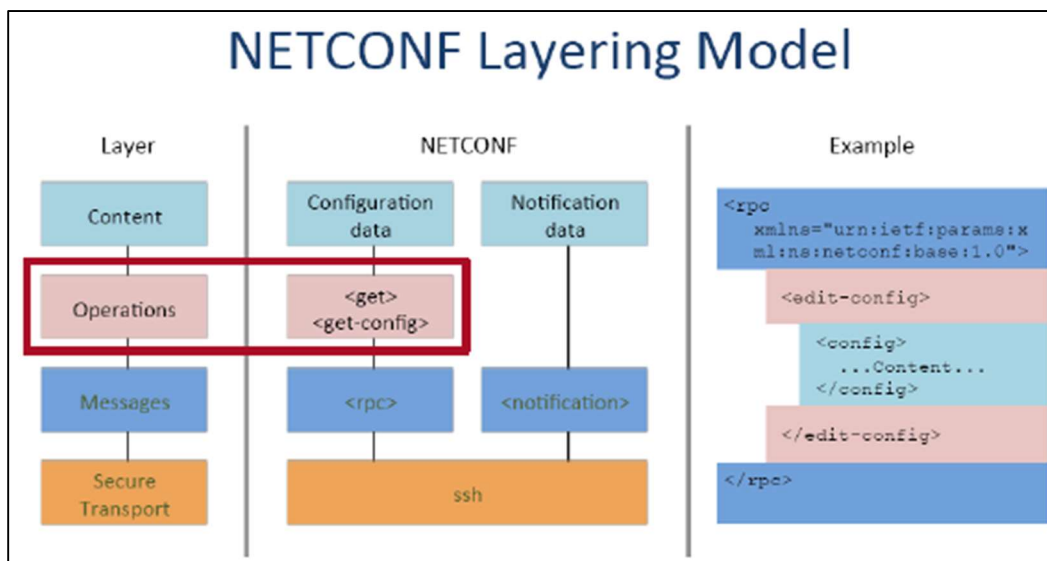 NETCONF Layering Model
Layer
NETCONF
Example
Content
Configuration
data
Notification
data
Operations
<get>
<get-config>
Messages
<rpc>
<notification>
Secure
Transport
ssh
<rpc
xmlns="urn:ietf:params:x
ml:ns:netconf:base:1.0">
<edit-config>
<config>
...Content...
</config>
</edit-config>
</rpc>